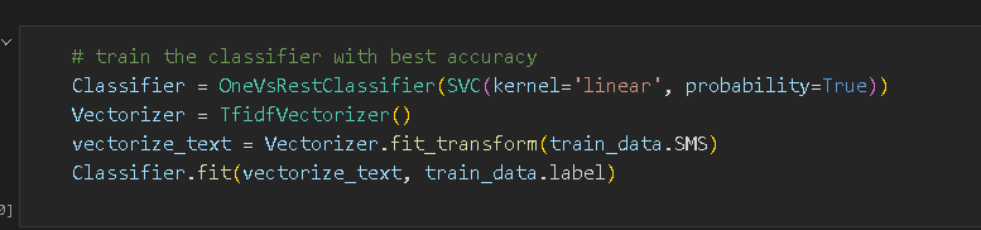 # train the classifier with best accuracy
Classifier = OneVsRestClassifier(SVC(kernel='linear', probability=True))
Vectorizer = TfidfVectorizer()
vectorize_text = Vectorizer.fit_transform(train_data.SMS)
Classifier.fit(vectorize_text, train_data.label)
]